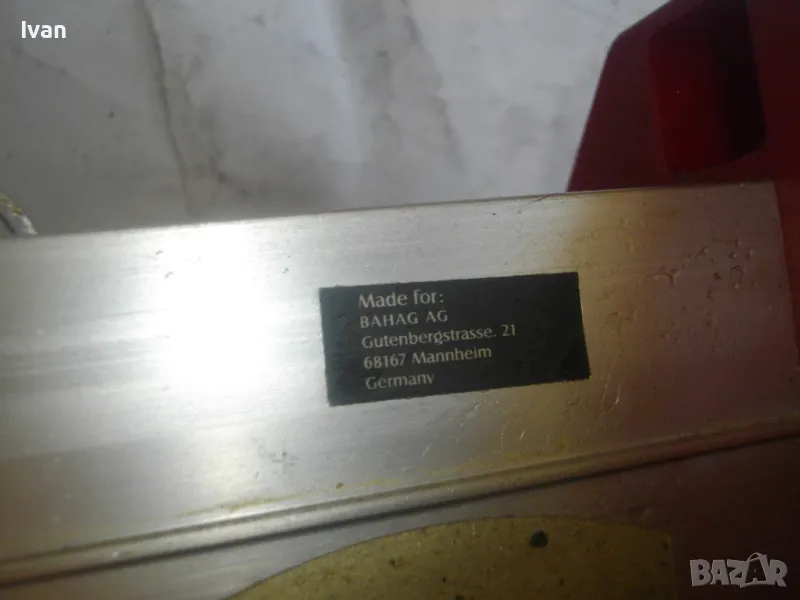 Ivan
Made for:
BAHAG AG
Gutenbergstrasse. 21
68167 Mannheim
Germany
BAZAR